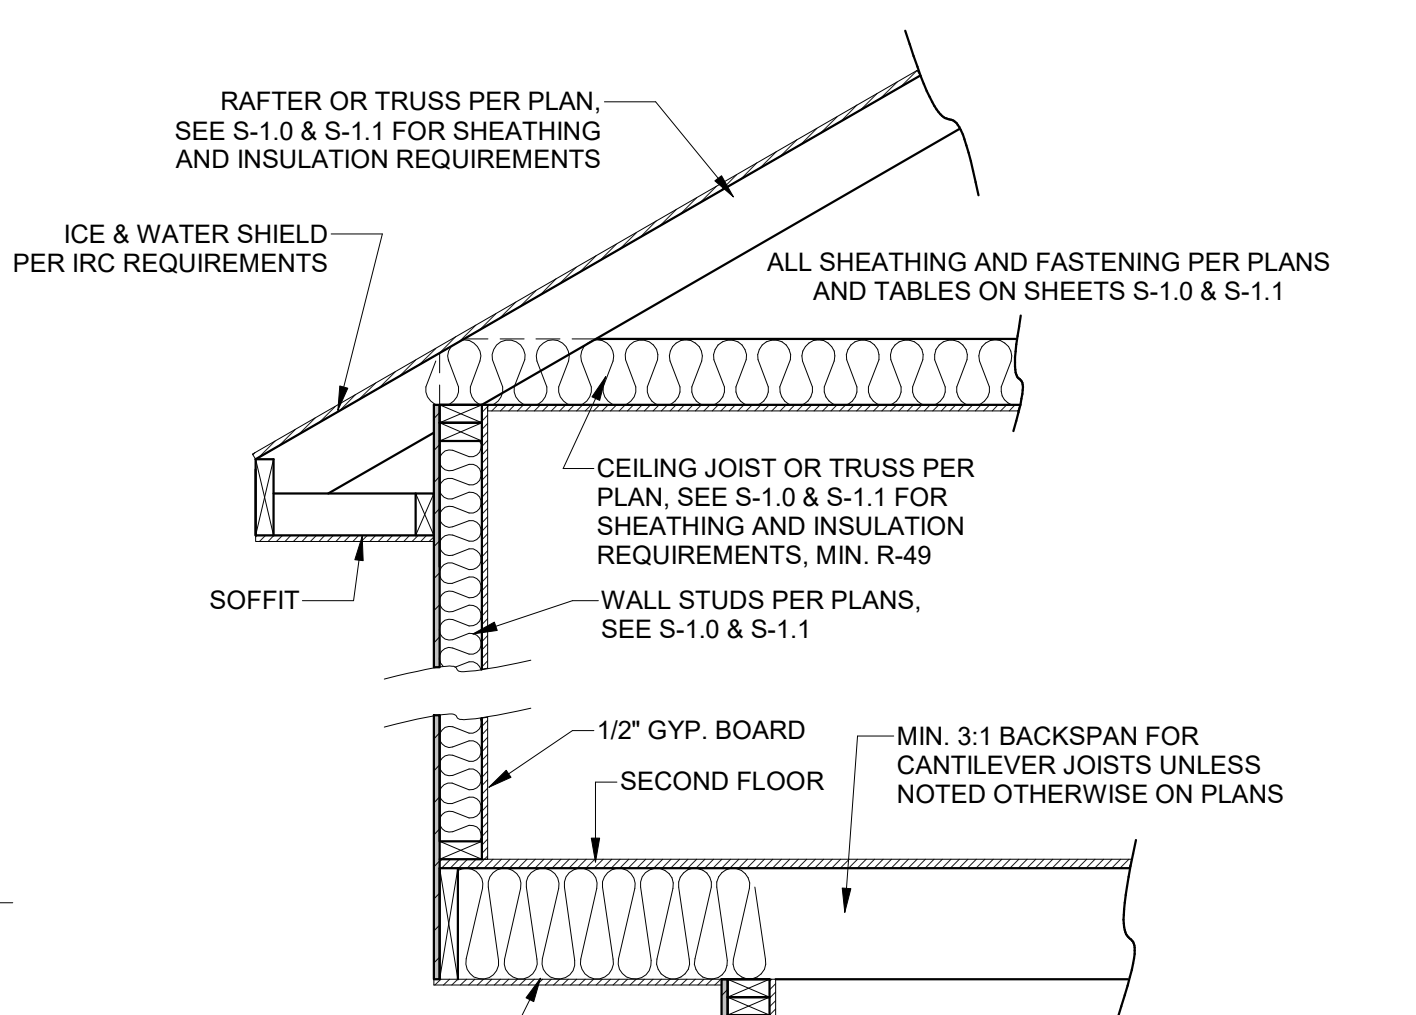 RAFTER OR TRUSS PER PLAN,
SEE S-1.0 & S-1.1 FOR SHEATHING
AND INSULATION REQUIREMENTS
ICE & WATER SHIELD
PER IRC REQUIREMENTS
ALL SHEATHING AND FASTENING PER PLANS
AND TABLES ON SHEETS S-1.0 & S-1.1
CEILING JOIST OR TRUSS PER
PLAN, SEE S-1.0 & S-1.1 FOR
SHEATHING AND INSULATION
REQUIREMENTS, MIN. R-49
SOFFIT
WALL STUDS PER PLANS,
SEE S-1.0 & S-1.1
1/2" GYP. BOARD
SECOND FLOOR
MIN. 3:1 BACKSPAN FOR
CANTILEVER JOISTS UNLESS
NOTED OTHERWISE ON PLANS